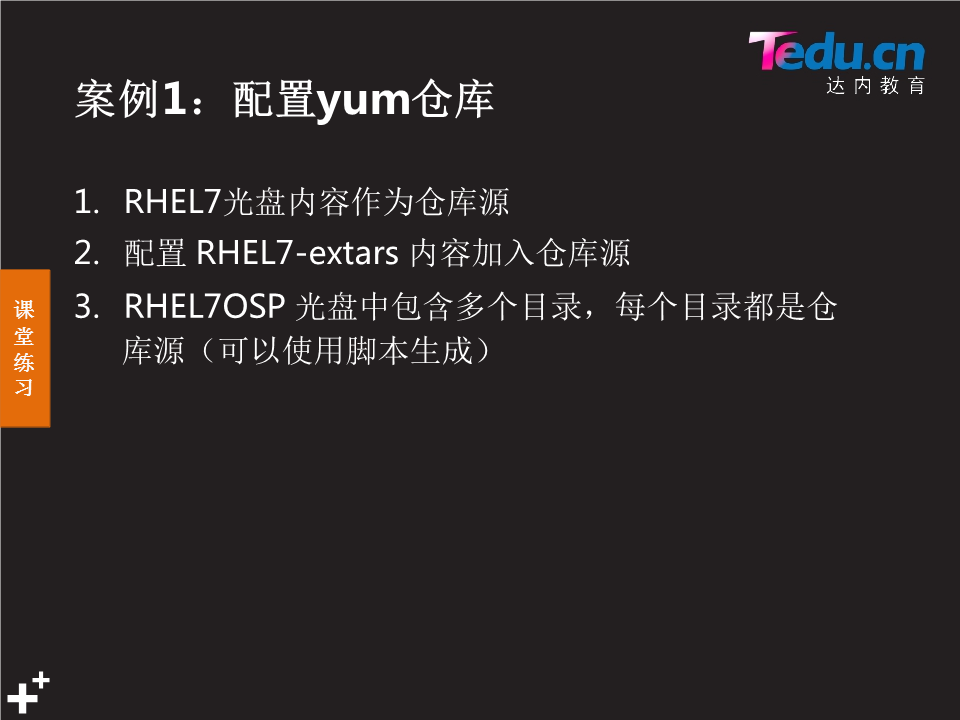 Tedu.cn
达内教育
案例1：配置yum仓库
1. RHEL7光盘内容作为仓库源
2. 配置 RHEL7-extars 内容加入仓库源
3. RHEL7OSP 光盘中包含多个目录，每个目录都是仓
库源（可以使用脚本生成）
课
堂
练
习